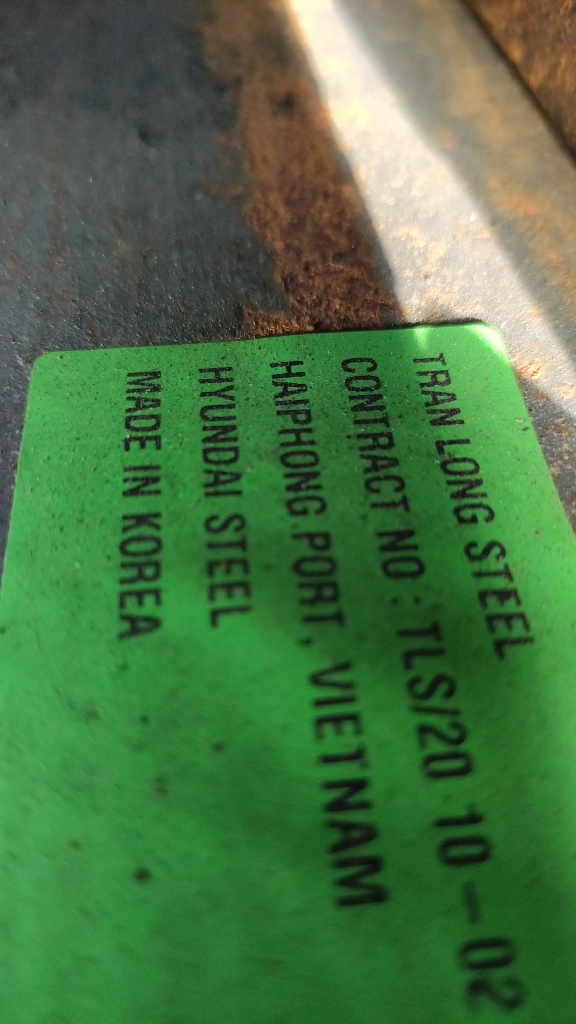 TRAN LONG STEEL
CONTRACT NO : TLS/20 10-02
HAIPHONG PORT, VIETNAM
HYUNDAI STEEL
MADE IN KOREA